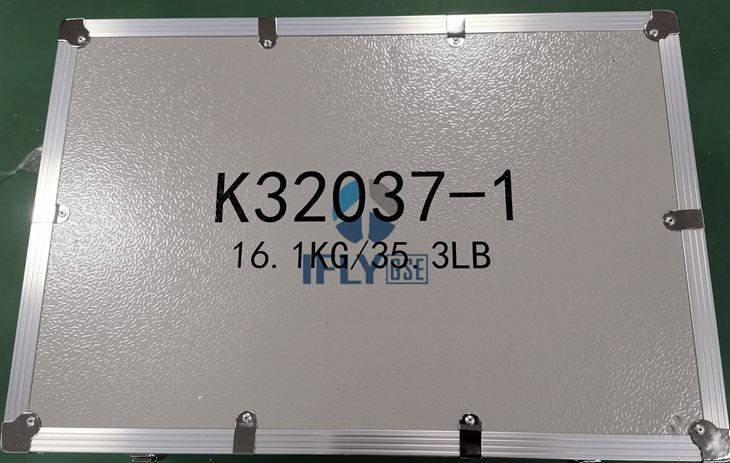 K32037-1
16.1KG/35.3LB
IFLY GSE